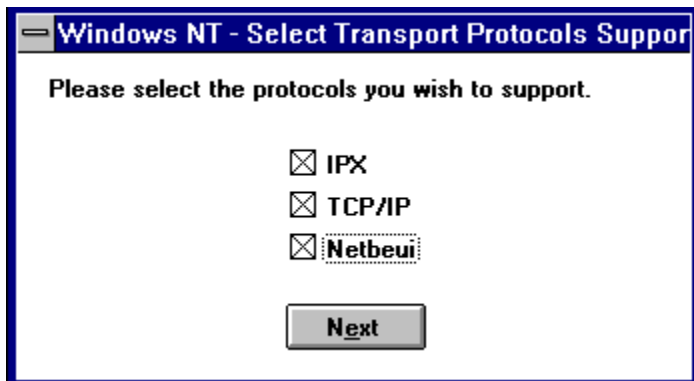 Windows NT - Select Transport Protocols Suppor
Please select the protocols you wish to support.
IPX
TCP/IP
Netbeui
Next